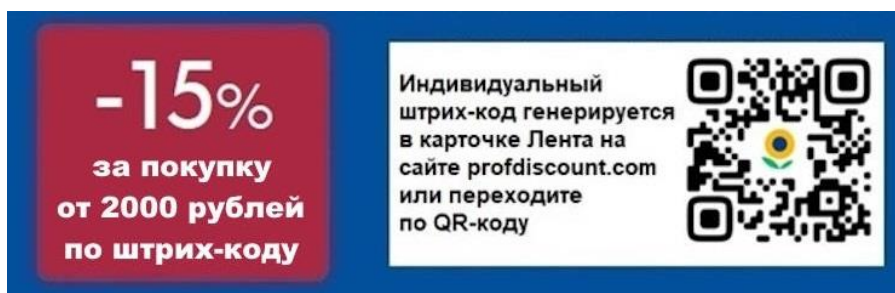 -15%
за покупку
от 2000 рублей
по штрих-коду
Индивидуальный
штрих-код генерируется
в карточке Лента на
сайте profdiscount.com
или переходите
по QR-коду